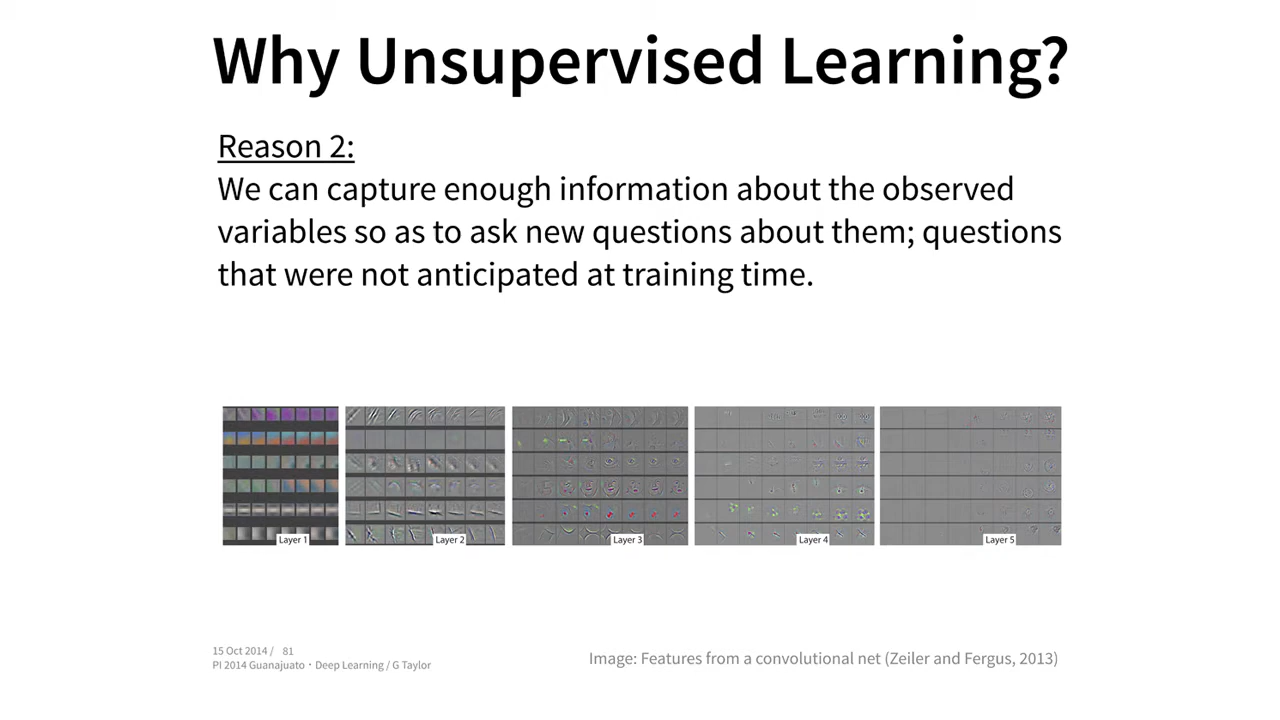 Why Unsupervised Learning?
Reason 2:
We can capture enough information about the observed
variables so as to ask new questions about them; questions
that were not anticipated at training time.
Layer 1
Layer 2
Layer 3
Layer 4
Layer 5
15 Oct 2014 / 81
PI 2014 Guanajuato · Deep Learning / G Taylor
Image: Features from a convolutional net (Zeiler and Fergus, 2013)